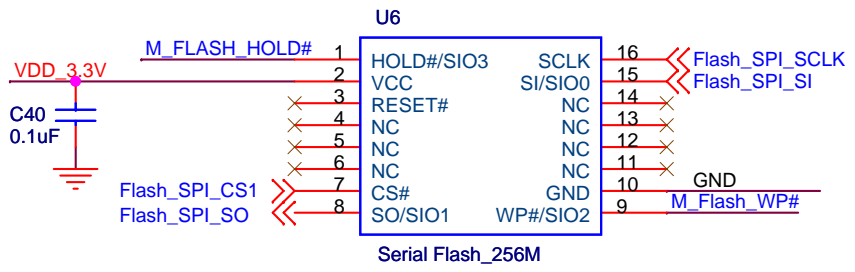 U6
M_FLASH_HOLD# 1 HOLD#/SIO3 SCLK 16 Flash_SPI_SCLK
VDD_3.3V 2 VCC SI/SIO0 15 Flash_SPI_SI
3 RESET# NC 14
C40 4 NC NC 13
0.1uF 5 NC NC 12
6 NC NC 11
Flash_SPI_CS1 7 CS# GND 10 GND
Flash_SPI_SO 8 SO/SIO1 WP#/SIO2 9 M_Flash_WP#
Serial Flash_256M